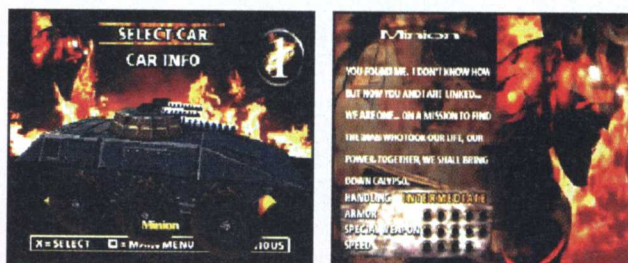 SELECT CAR
CAR INFO
Minion
X = SELECT □ = MAIN MENU IOUS
Minion
YOU FOUND ME. I DON'T KNOW HOW
BUT NOW YOU AND I ARE LINKED...
WE ARE ONE... ON A MISSION TO FIND
THE MAN WHO TOOK OUR LIFE, OUR
POWER. TOGETHER, WE SHALL BRING
DOWN CALYPSO.
HANDLING INTERMEDIATE
ARMOR
SPECIAL WEAPON
SPEED